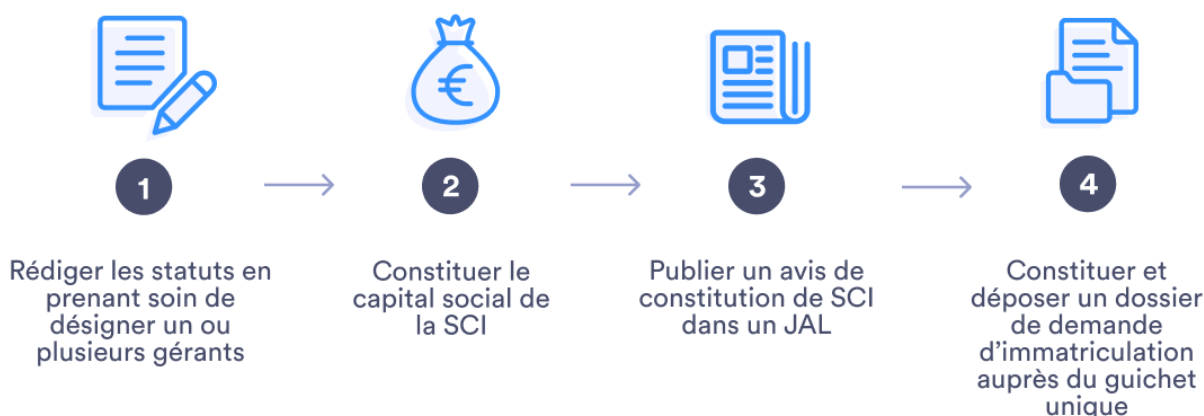 1
2
3
4
Rédiger les statuts en
prenant soin de
désigner un ou
plusieurs gérants
Constituer le
capital social de
la SCI
Publier un avis de
constitution de SCI
dans un JAL
Constituer et
déposer un dossier
de demande
d’immatriculation
auprès du guichet
unique